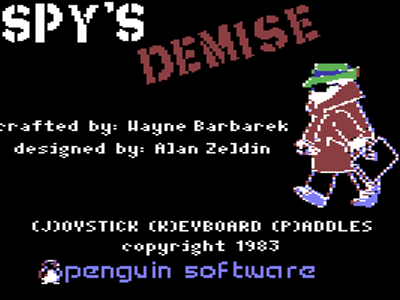 SPY'S
DEMISE
crafted by: Wayne Barbarek
designed by: Alan Zeldin
(J)OYSTICK (K)EYBOARD (P)ADDLES
copyright 1983
penguin software